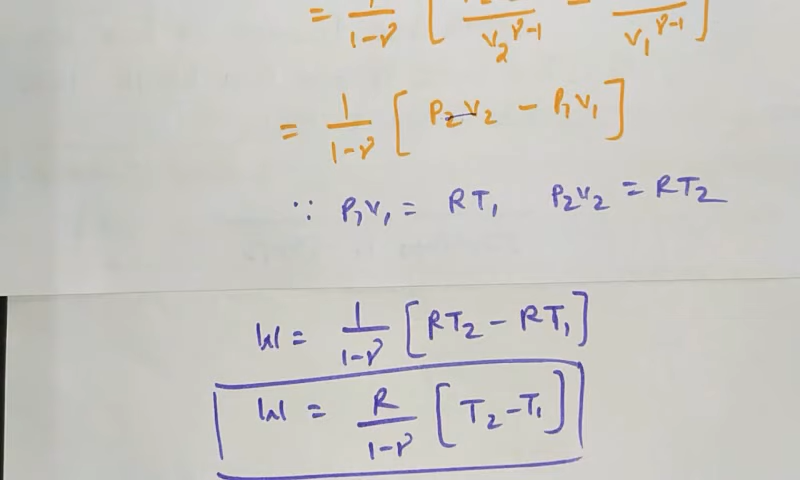 = 1/(1-γ) [ /V₂^(γ-1) - /V₁^(γ-1) ]
= 1/(1-γ) [ P₂V₂ - P₁V₁ ]
∵ P₁V₁ = RT₁ P₂V₂ = RT₂
W = 1/(1-γ) [ RT₂ - RT₁ ]
W = R/(1-γ) [ T₂ - T₁ ]